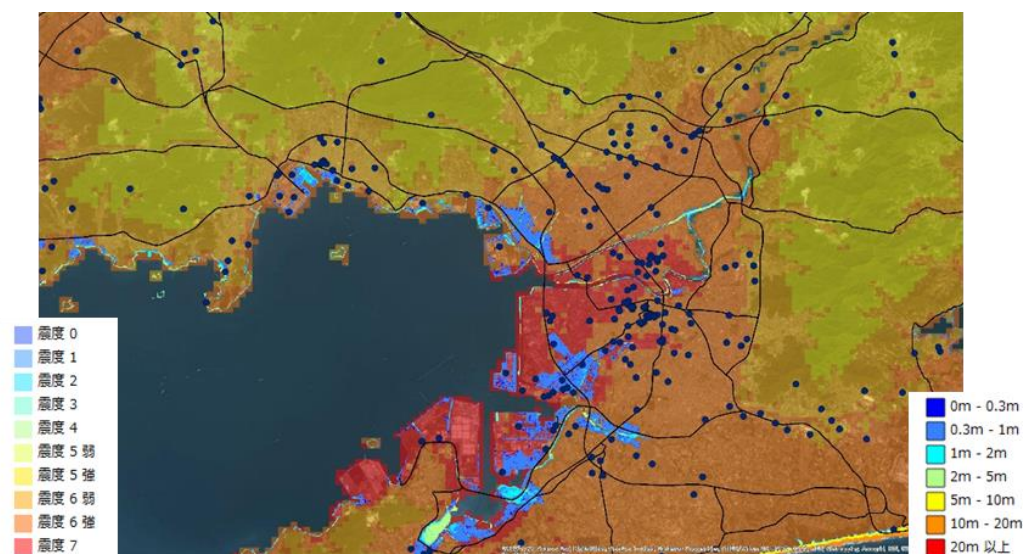 震度 0
震度 1
震度 2
震度 3
震度 4
震度 5 弱
震度 5 強
震度 6 弱
震度 6 強
震度 7
0m - 0.3m
0.3m - 1m
1m - 2m
2m - 5m
5m - 10m
10m - 20m
20m 以上